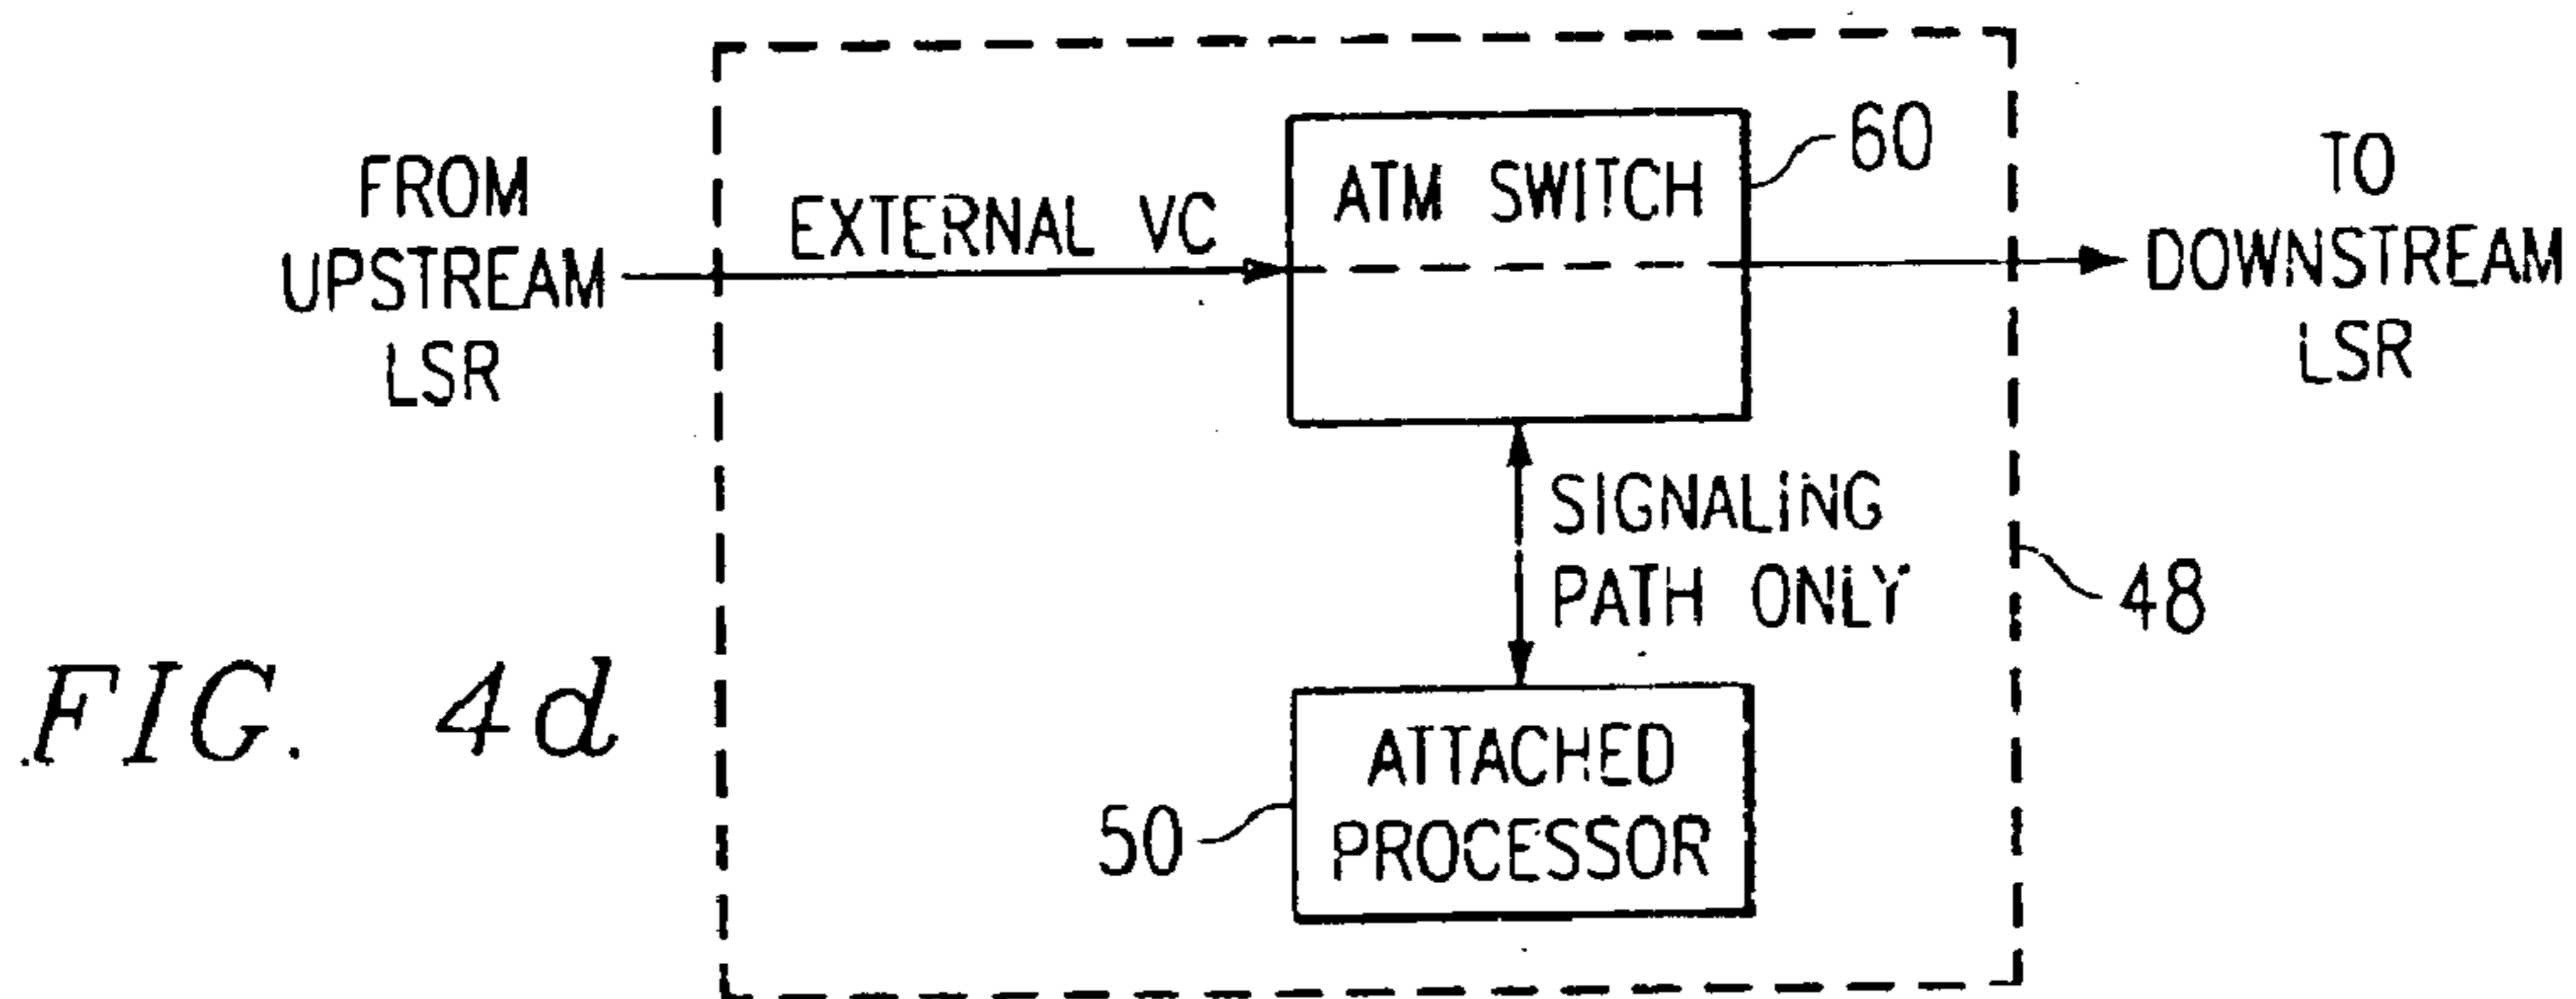 FROM
UPSTREAM
LSR
EXTERNAL VC
ATM SWITCH
60
TO
DOWNSTREAM
LSR
SIGNALING
PATH ONLY
48
ATTACHED
PROCESSOR
50
FIG. 4d